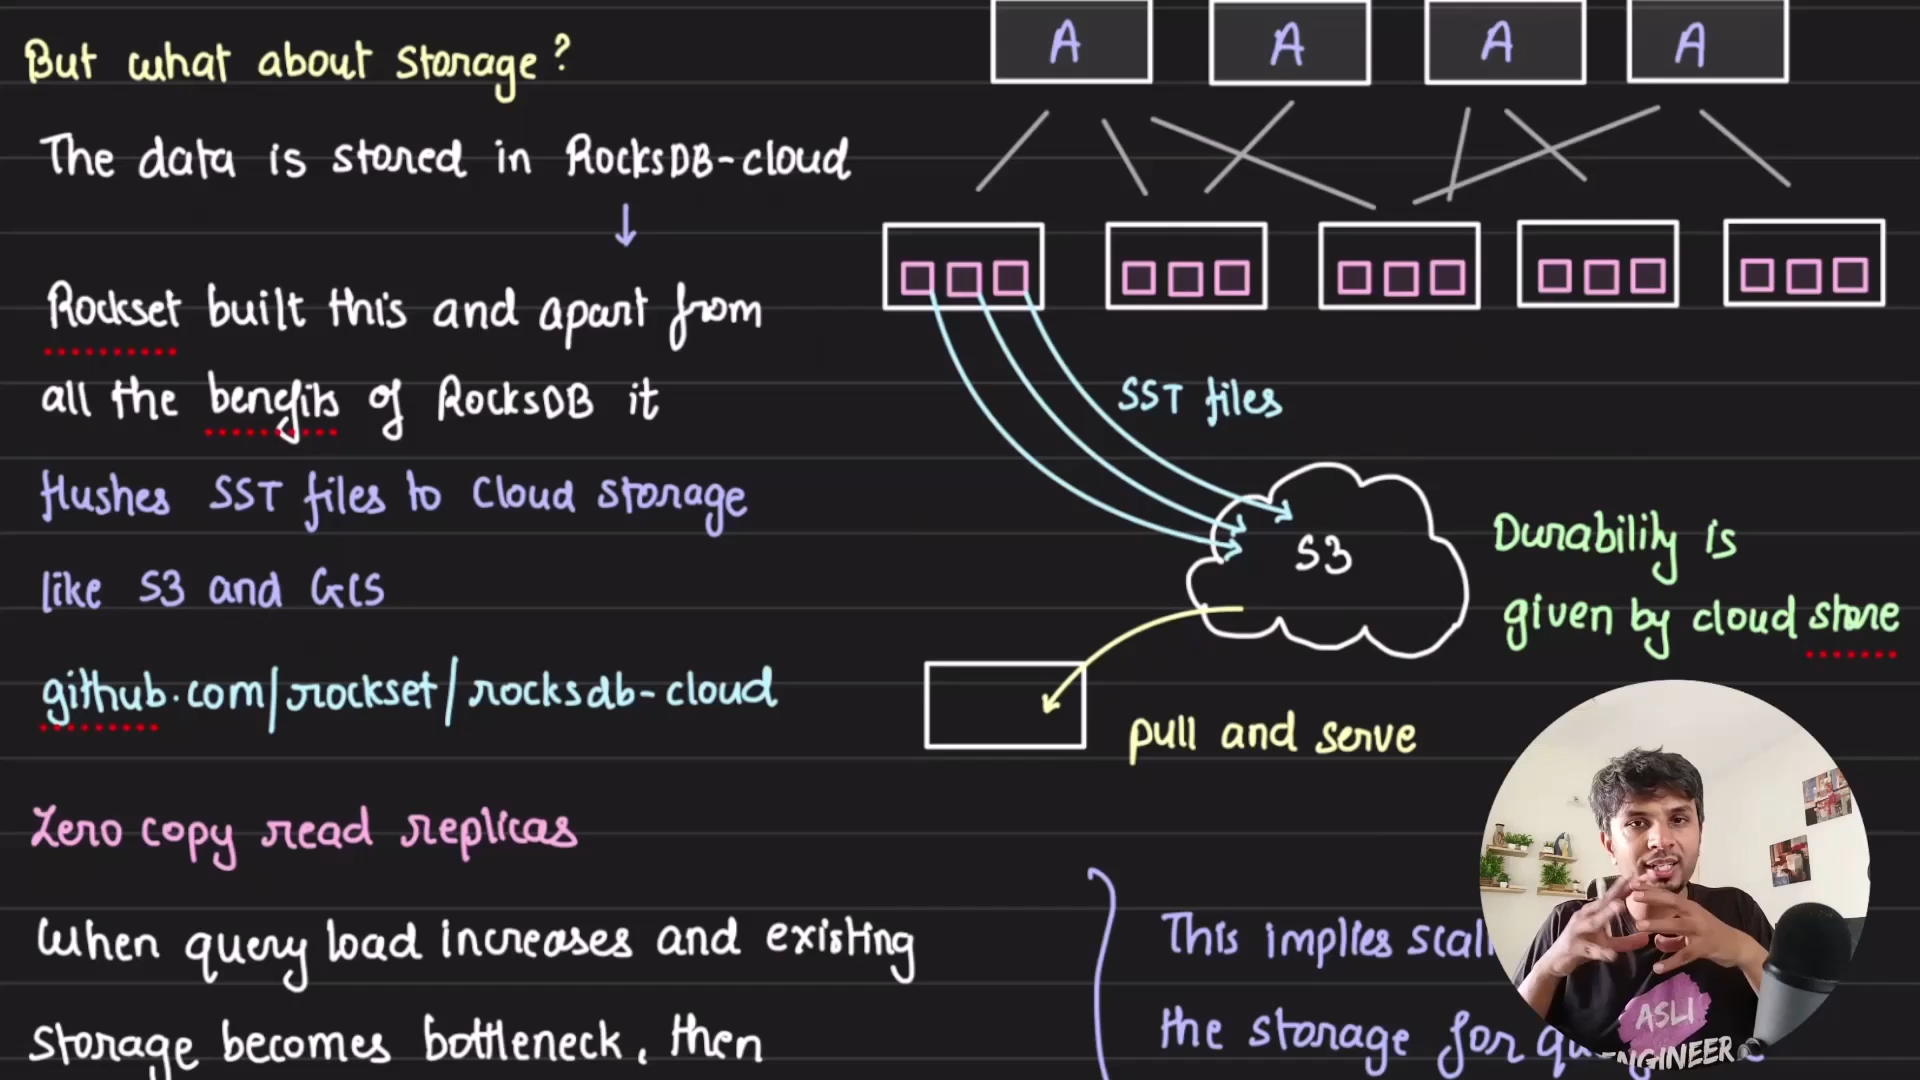 But what about storage?
The data is stored in RocksDB-cloud
Rockset built this and apart from
all the benefits of RocksDB it
flushes SST files to Cloud storage
like S3 and GCS
github.com/rockset/rocksdb-cloud
Zero copy read replicas
When query load increases and existing
storage becomes bottleneck, then
A
A
A
A
SST files
S3
Durability is
given by cloud store
pull and serve
This implies
the storage for
ASLI
ENGINEER